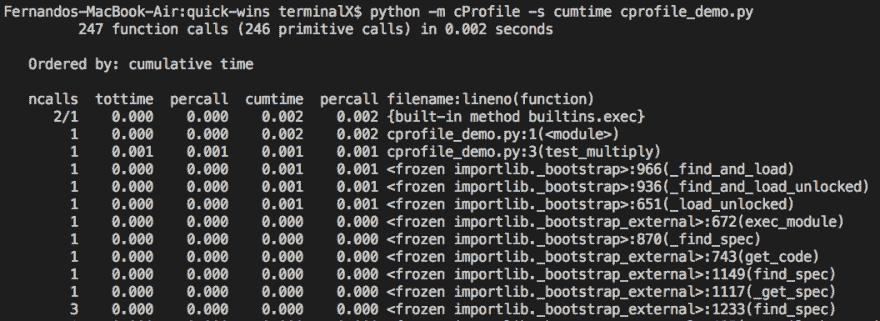 Fernandos-MacBook-Air:quick-wins terminalX$ python -m cProfile -s cumtime cprofile_demo.py
247 function calls (246 primitive calls) in 0.002 seconds
Ordered by: cumulative time
ncalls tottime percall cumtime percall filename:lineno(function)
2/1 0.000 0.000 0.002 0.002 {built-in method builtins.exec}
1 0.000 0.000 0.002 0.002 cprofile_demo.py:1(<module>)
1 0.001 0.001 0.001 0.001 cprofile_demo.py:3(test_multiply)
1 0.000 0.000 0.001 0.001 <frozen importlib._bootstrap>:966(_find_and_load)
1 0.000 0.000 0.001 0.001 <frozen importlib._bootstrap>:936(_find_and_load_unlocked)
1 0.000 0.000 0.001 0.001 <frozen importlib._bootstrap>:651(_load_unlocked)
1 0.000 0.000 0.000 0.000 <frozen importlib._bootstrap_external>:672(exec_module)
1 0.000 0.000 0.000 0.000 <frozen importlib._bootstrap>:870(_find_spec)
1 0.000 0.000 0.000 0.000 <frozen importlib._bootstrap_external>:743(get_code)
1 0.000 0.000 0.000 0.000 <frozen importlib._bootstrap_external>:1149(find_spec)
1 0.000 0.000 0.000 0.000 <frozen importlib._bootstrap_external>:1117(_get_spec)
3 0.000 0.000 0.000 0.000 <frozen importlib._bootstrap_external>:1233(find_spec)